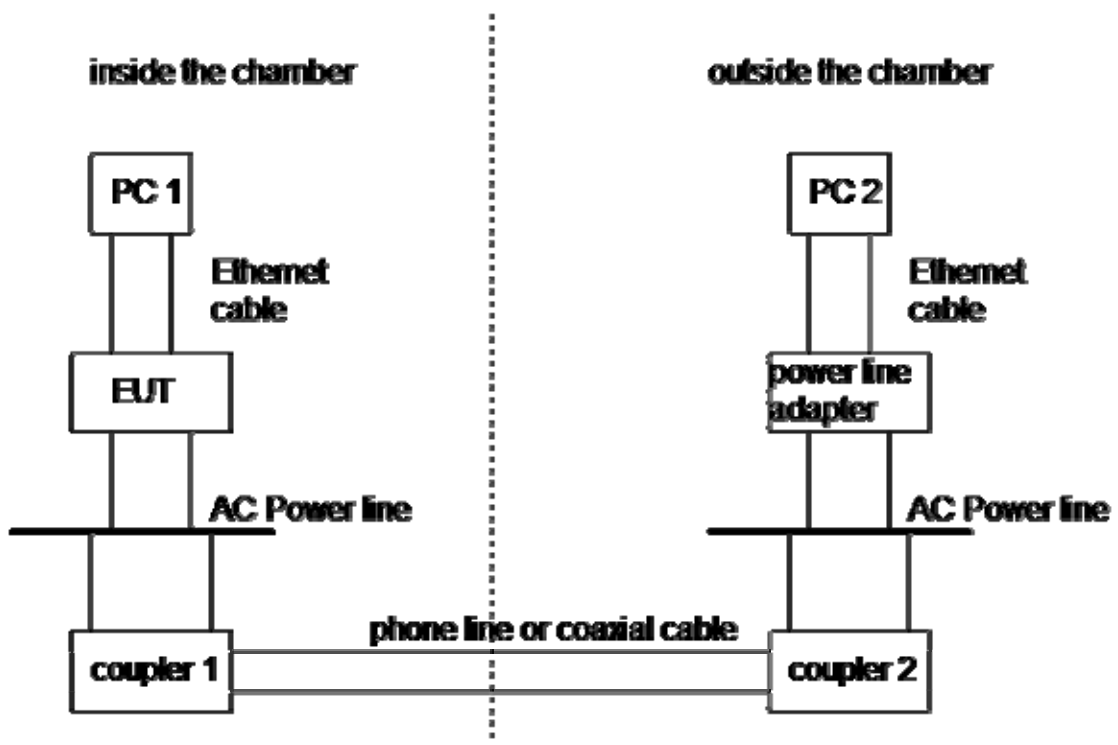 inside the chamber
outside the chamber
PC 1
PC 2
Ethernet
cable
Ethernet
cable
EUT
power line
adapter
AC Power line
AC Power line
phone line or coaxial cable
coupler 1
coupler 2